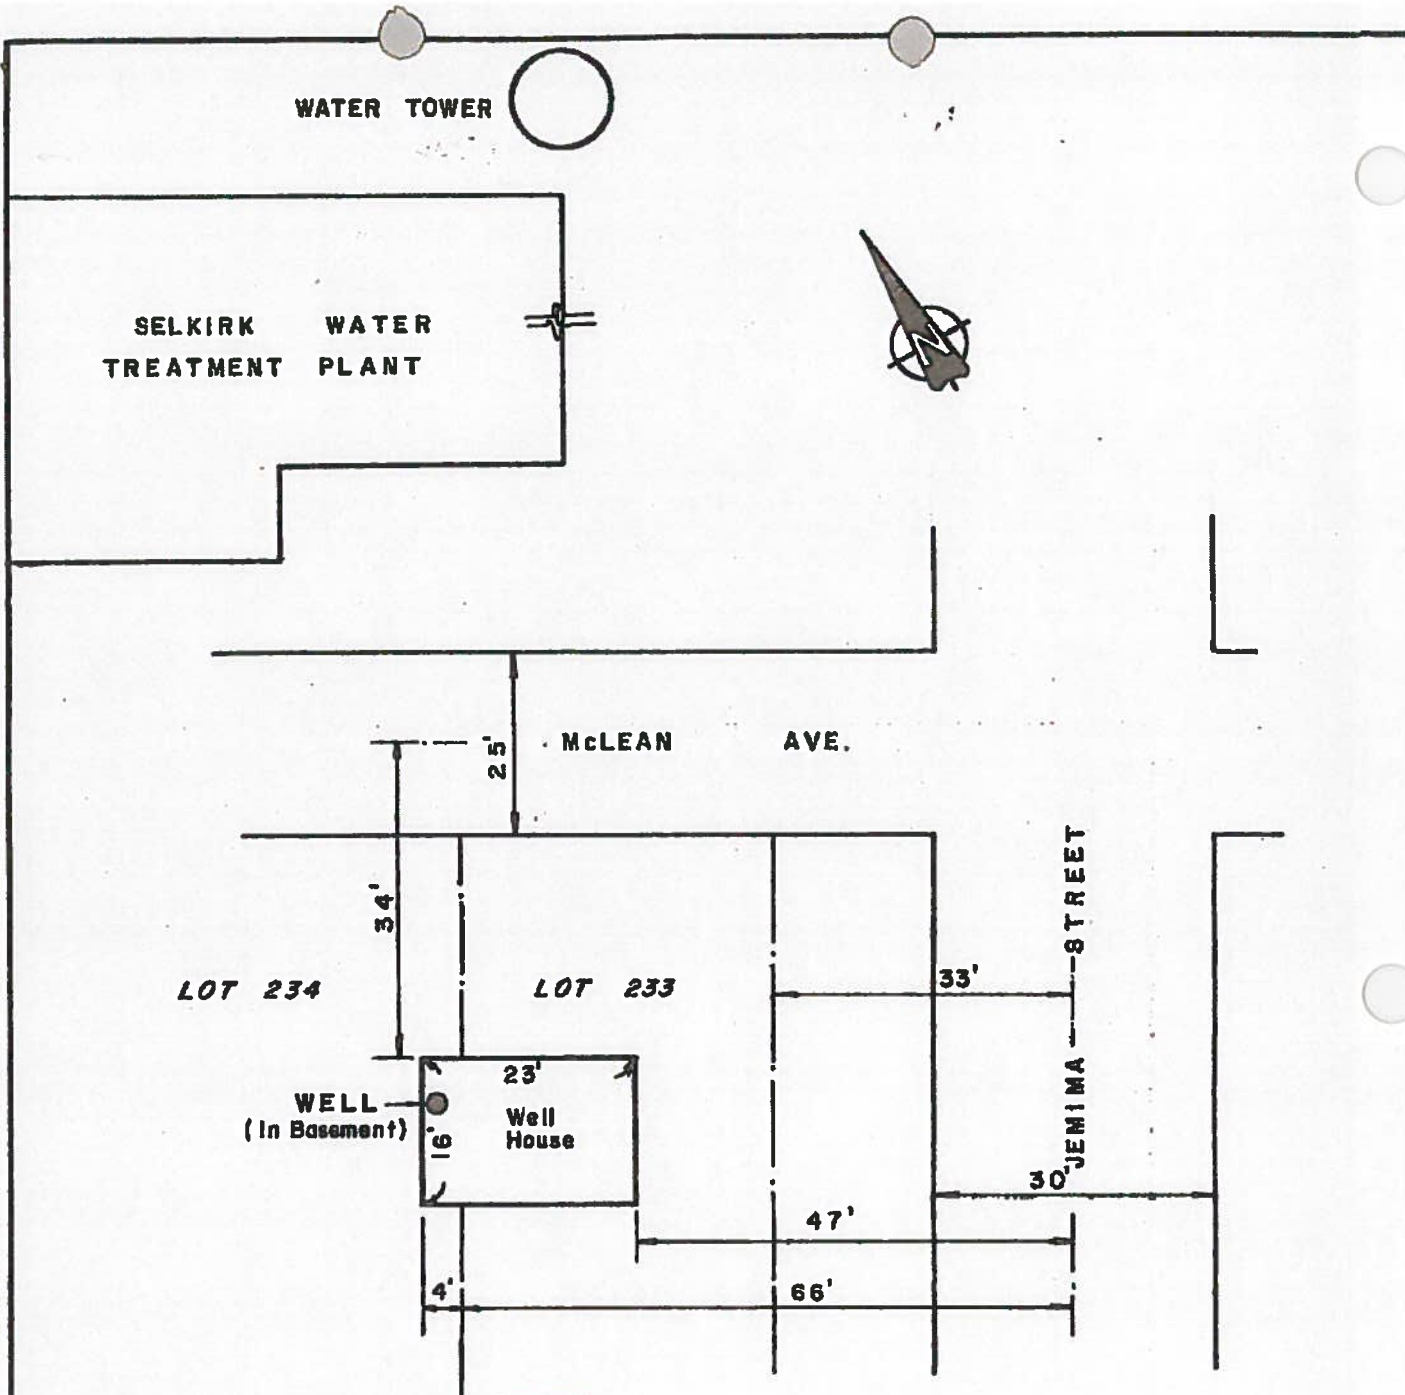 WATER TOWER
SELKIRK WATER
TREATMENT PLANT
N
25'
McLEAN AVE.
34'
LOT 234
LOT 233
33'
JEMIMA STREET
23'
WELL
(In Basement)
16'
Well
House
30'
47'
4'
66'